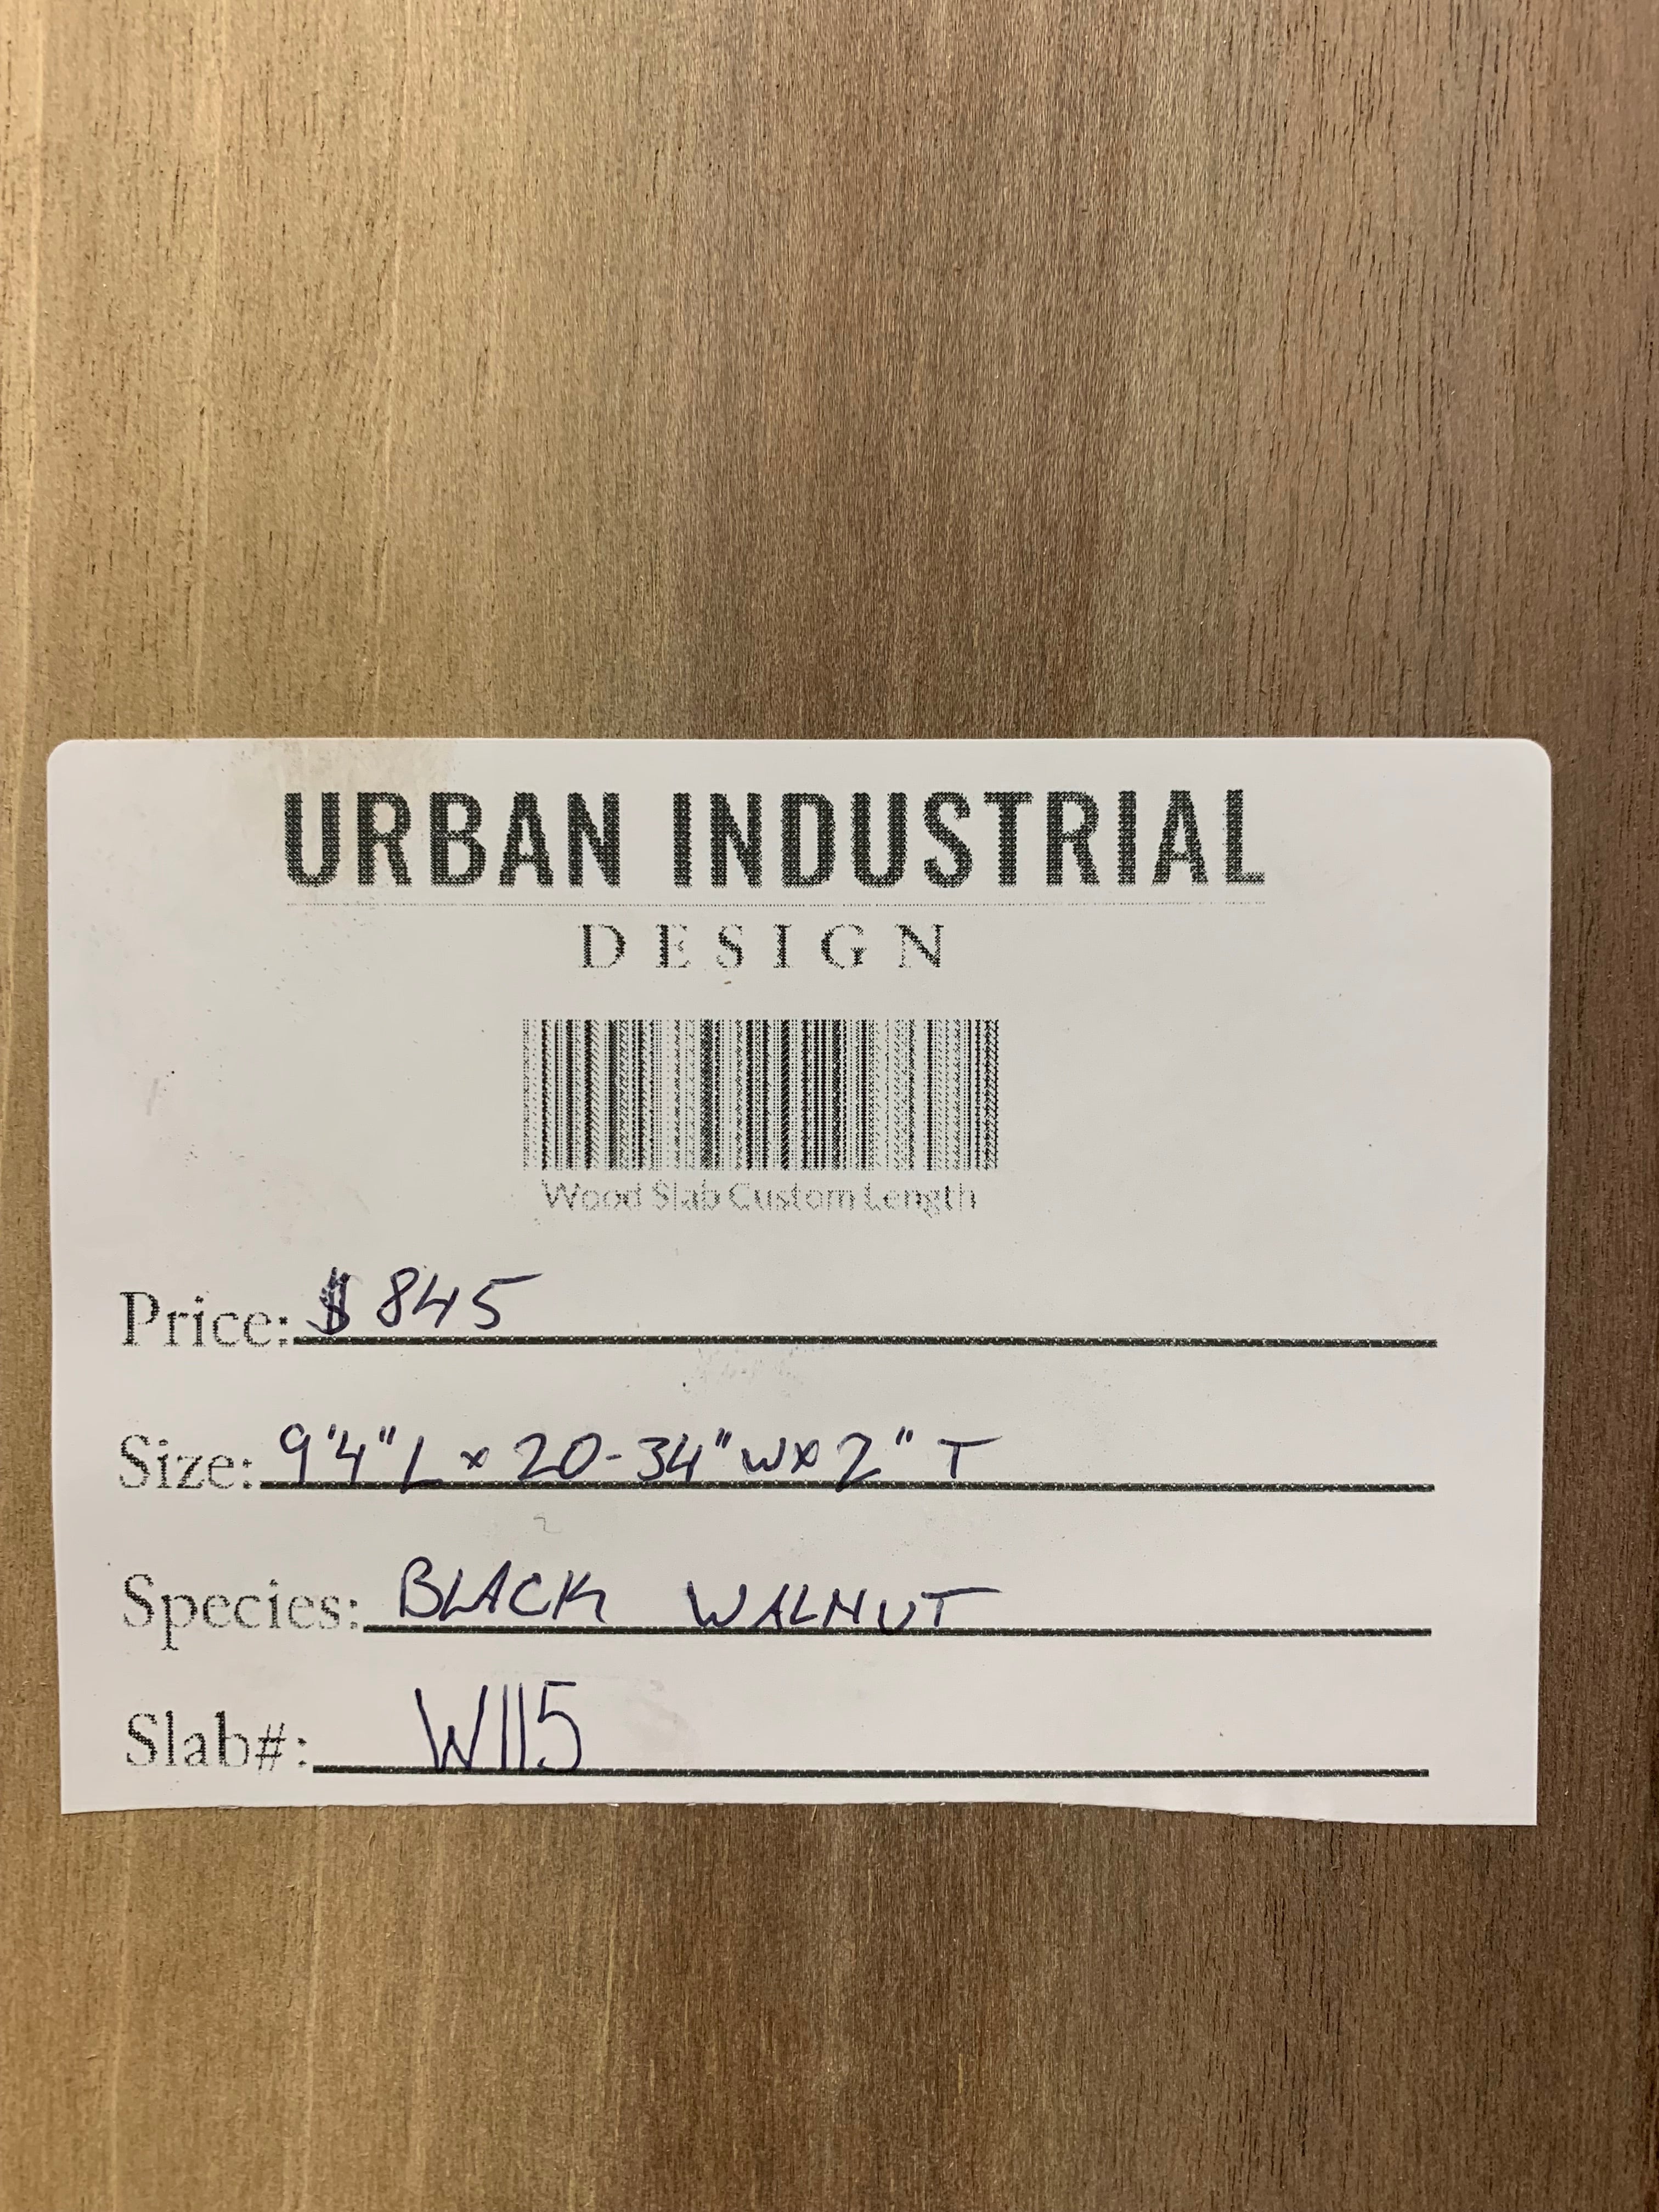 URBAN INDUSTRIAL
DESIGN
Wood Slab Custom Length
Price: $845
Size: 9'4"L x 20-34"W x 2"T
Species: BLACK WALNUT
Slab#: W115